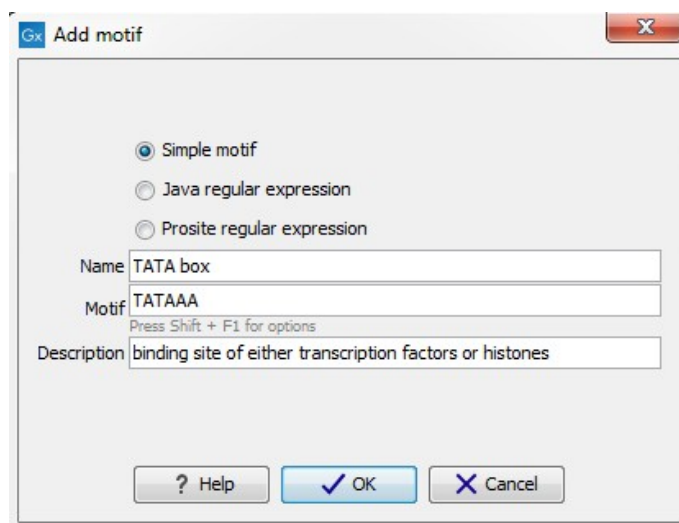 Gx Add motif
X
Simple motif
Java regular expression
Prosite regular expression
Name TATA box
Motif TATAAA
Press Shift + F1 for options
Description binding site of either transcription factors or histones
? Help OK Cancel